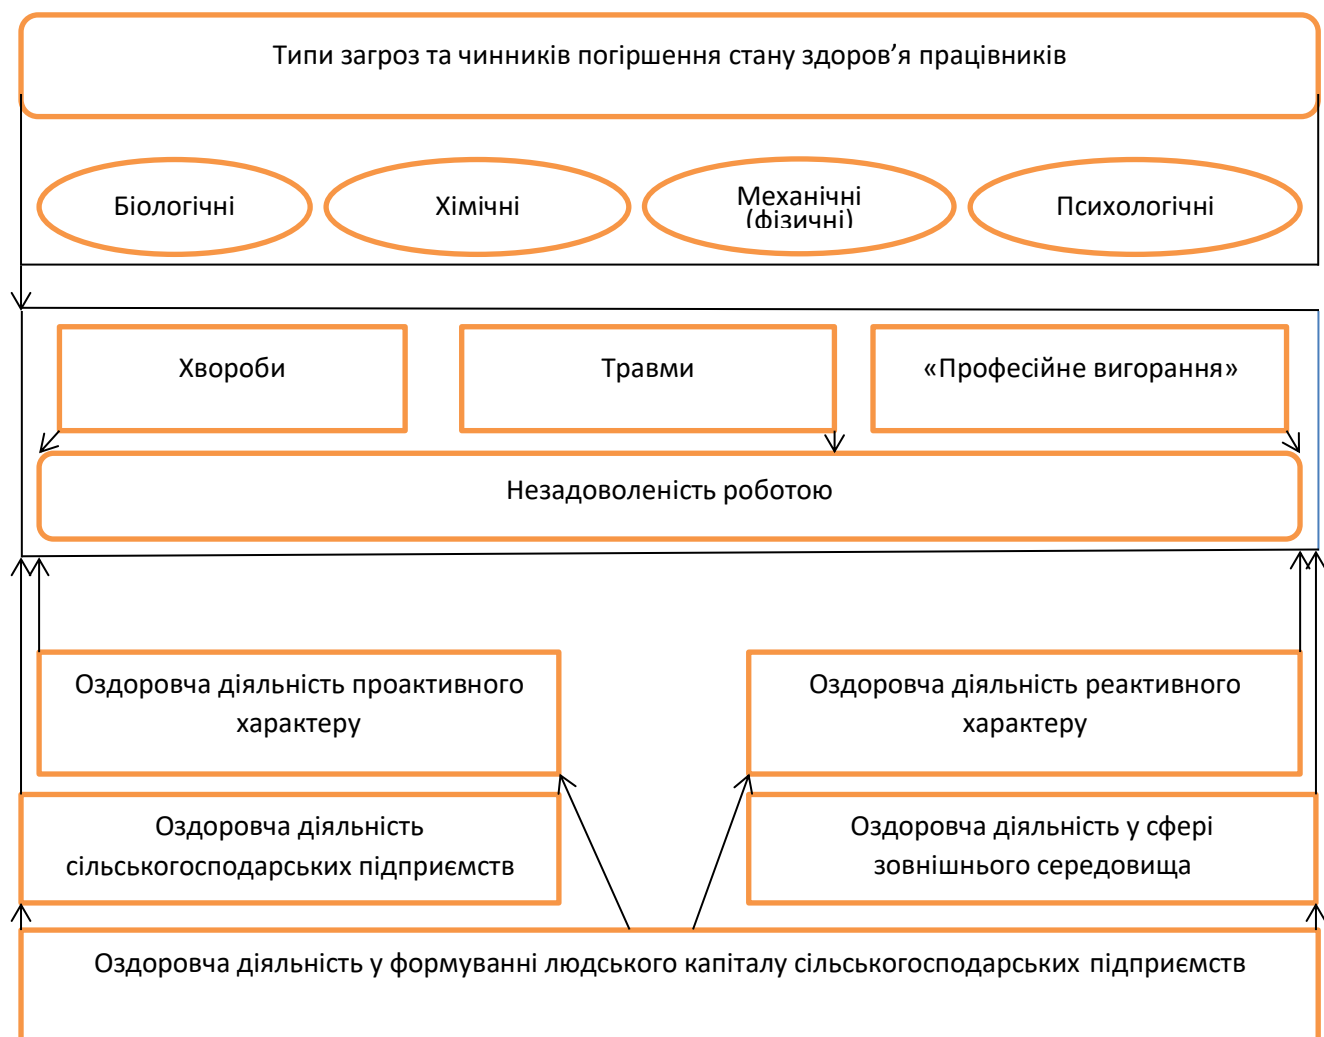 Типи загроз та чинників погіршення стану здоров’я працівників
Біологічні
Хімічні
Механічні
(фізичні)
Психологічні
Хвороби
Травми
«Професійне вигорання»
Незадоволеність роботою
Оздоровча діяльність проактивного
характеру
Оздоровча діяльність реактивного
характеру
Оздоровча діяльність
сільськогосподарських підприємств
Оздоровча діяльність у сфері
зовнішнього середовища
Оздоровча діяльність у формуванні людського капіталу сільськогосподарських підприємств